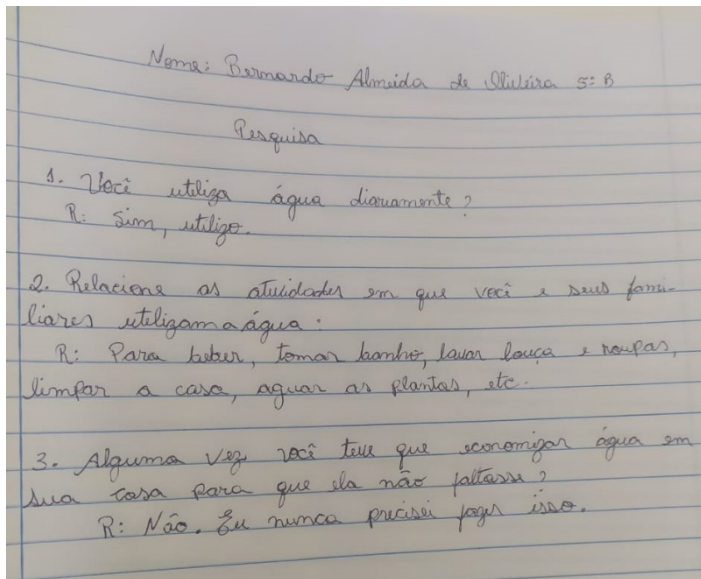 Nome: Bernardo Almeida de Oliveira 5º B
Pesquisa
1. Você utiliza água diariamente?
R: Sim, utilizo.
2. Relacione as atividades em que você e seus fami-
liares utilizam a água:
R: Para beber, tomar banho, lavar louça e roupas,
limpar a casa, aguar as plantas, etc.
3. Alguma vez você teve que economizar água em
sua casa para que ela não faltasse?
R: Não. Eu nunca precisei fazer isso.